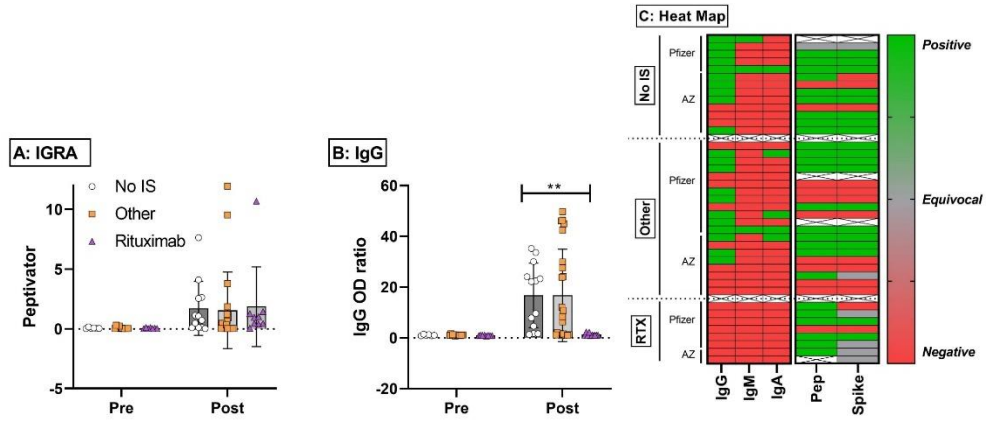 A: IGRA
No IS
Other
Rituximab
Peptivator
10
5
0
-5
Pre
Post
B: IgG
**
IgG OD ratio
60
40
20
0
-20
Pre
Post
C: Heat Map
No IS
Pfizer
AZ
Other
Pfizer
AZ
RTX
Pfizer
AZ
IgG
IgM
IgA
Pep
Spike
Positive
Equivocal
Negative